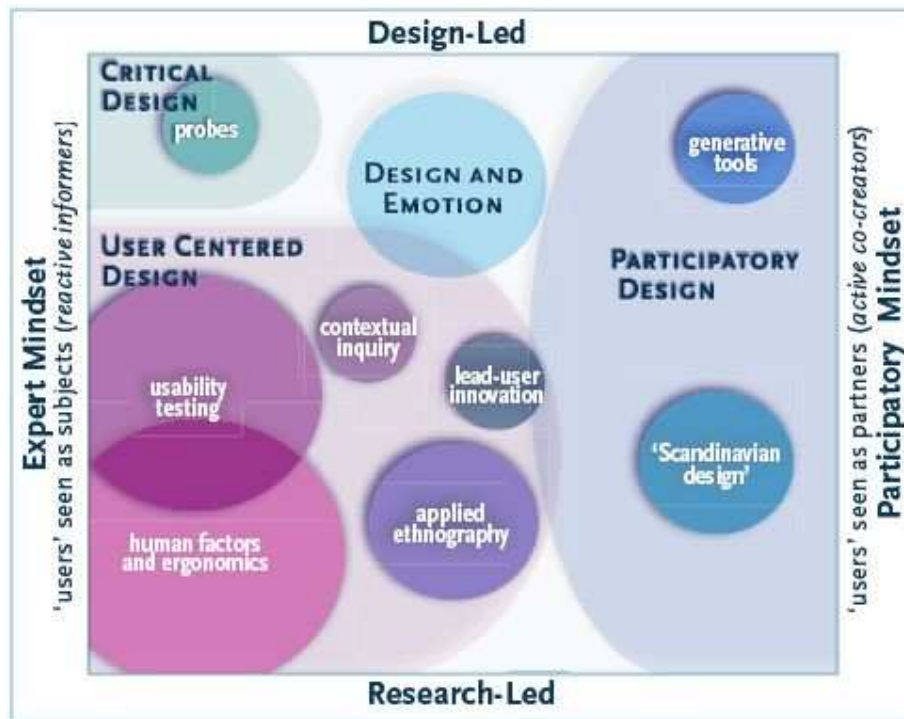 Design-Led
CRITICAL
DESIGN
probes
generative
tools
DESIGN AND
EMOTION
USER CENTERED
DESIGN
PARTICIPATORY
DESIGN
contextual
inquiry
lead-user
innovation
usability
testing
'Scandinavian
design'
applied
ethnography
human factors
and ergonomics
Expert Mindset
'users' seen as subjects (reactive informers)
'users' seen as partners (active co-creators)
Participatory Mindset
Research-Led